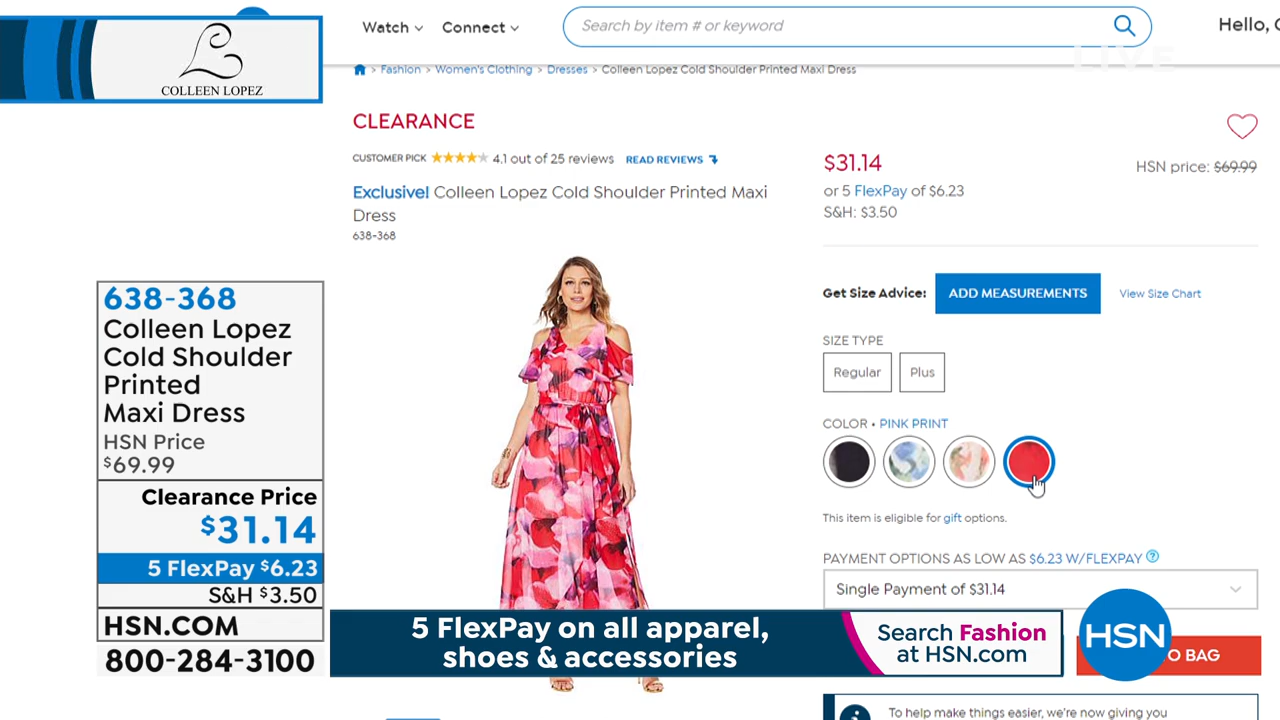 COLLEEN LOPEZ
Watch
Connect
Search by item # or keyword
Hello,
LIVE
> Fashion > Women's Clothing > Dresses > Colleen Lopez Cold Shoulder Printed Maxi Dress
CLEARANCE
CUSTOMER PICK
4.1 out of 25 reviews
READ REVIEWS
Exclusive! Colleen Lopez Cold Shoulder Printed Maxi
Dress
638-368
$31.14
HSN price: $69.99
or 5 FlexPay of $6.23
S&H: $3.50
Get Size Advice:
ADD MEASUREMENTS
View Size Chart
SIZE TYPE
Regular
Plus
COLOR • PINK PRINT
This item is eligible for gift options.
PAYMENT OPTIONS AS LOW AS $6.23 W/FLEXPAY ?
Single Payment of $31.14
O BAG
To help make things easier, we're now giving you
638-368
Colleen Lopez
Cold Shoulder
Printed
Maxi Dress
HSN Price
$69.99
Clearance Price
$31.14
5 FlexPay $6.23
S&H $3.50
HSN.COM
800-284-3100
5 FlexPay on all apparel,
shoes & accessories
Search Fashion
at HSN.com
HSN